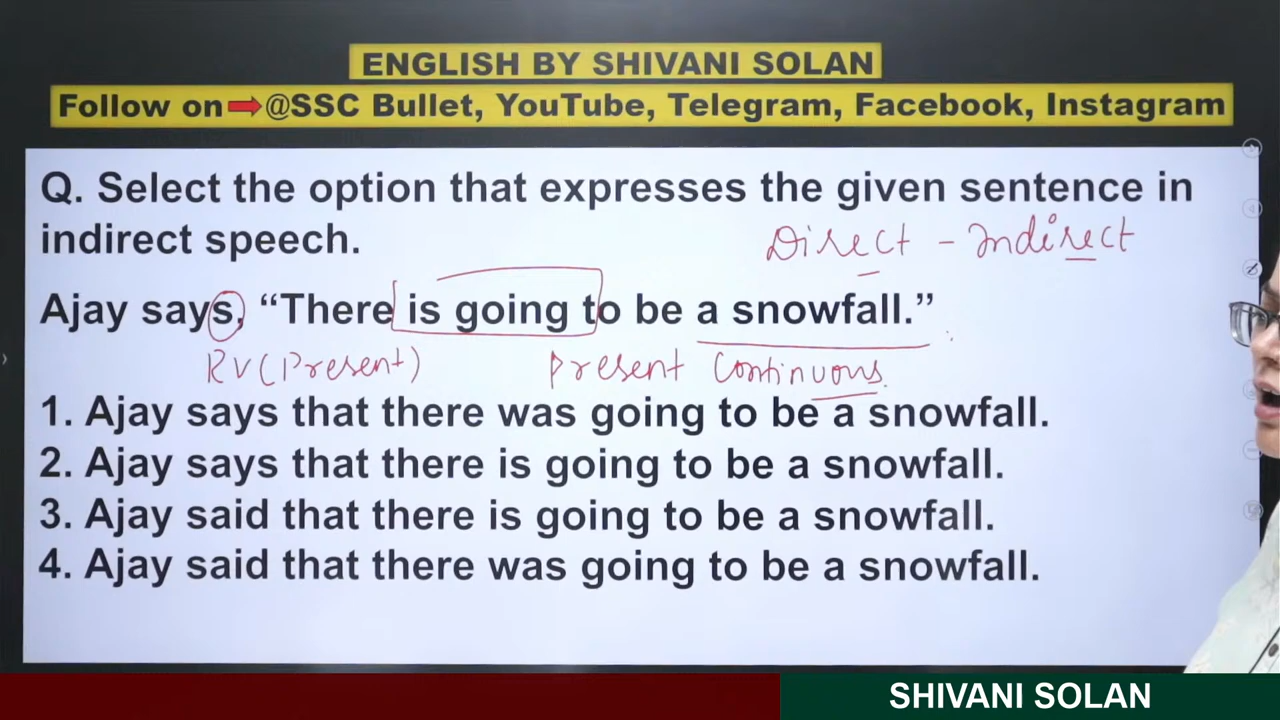 ENGLISH BY SHIVANI SOLAN
Follow on➡@SSC Bullet, YouTube, Telegram, Facebook, Instagram
Q. Select the option that expresses the given sentence in
indirect speech.
Direct - Indirect
Ajay says, “There is going to be a snowfall.”
RV (Present)
Present Continuous.
1. Ajay says that there was going to be a snowfall.
2. Ajay says that there is going to be a snowfall.
3. Ajay said that there is going to be a snowfall.
4. Ajay said that there was going to be a snowfall.
SHIVANI SOLAN